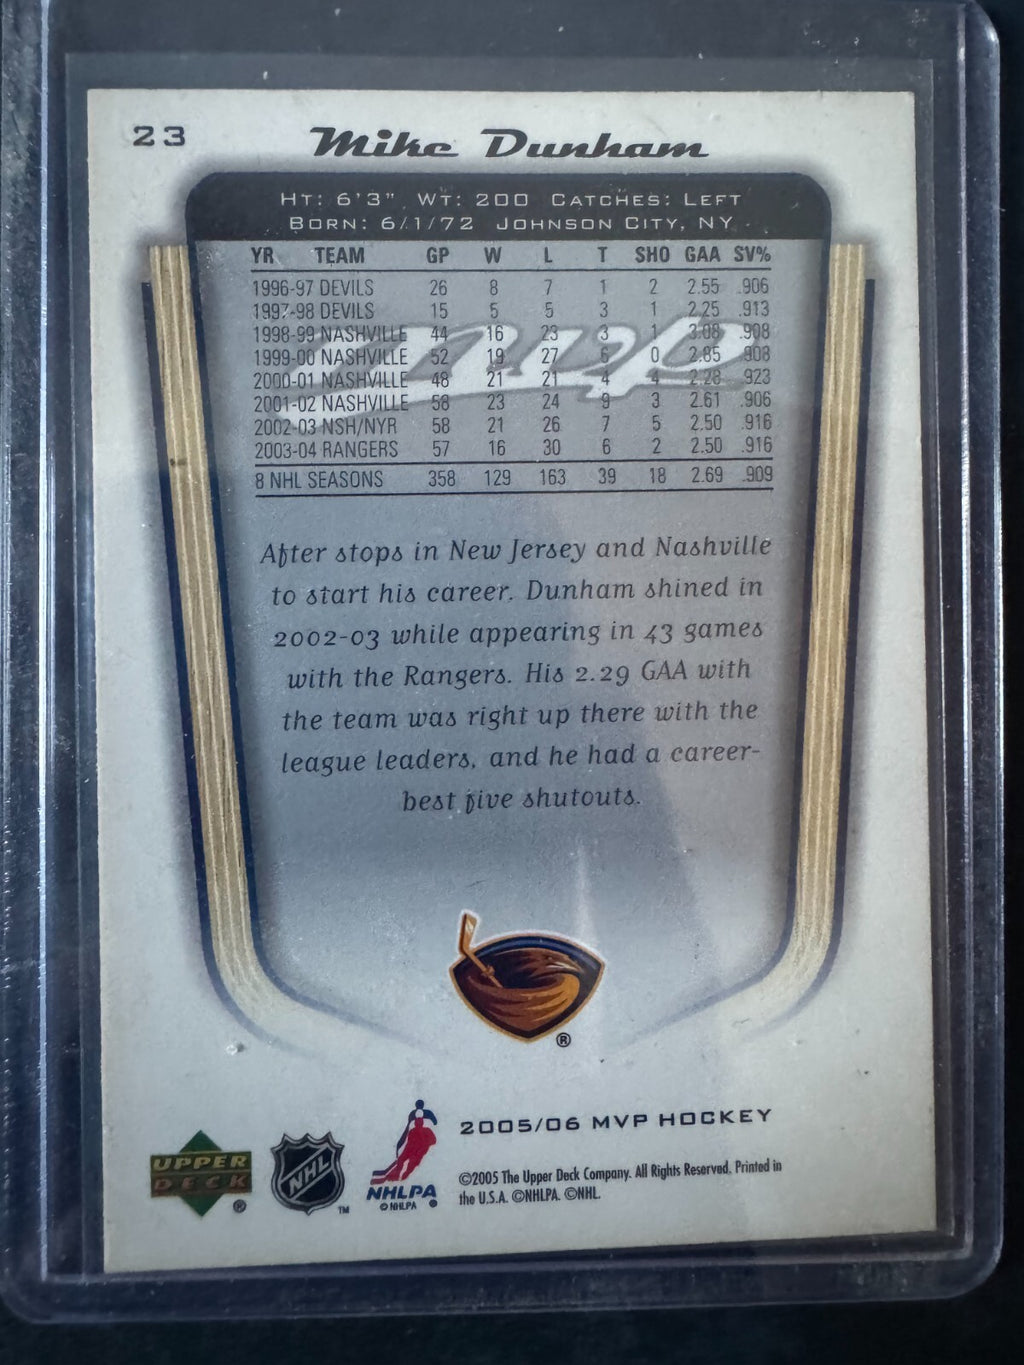 23
Mike Dunham
HT: 6'3" WT: 200 CATCHES: LEFT
BORN: 6/1/72 JOHNSON CITY, NY
YR TEAM GP W L T SHO GAA SV%
1996-97 DEVILS 26 8 7 1 2 2.55 .906
1997-98 DEVILS 15 5 5 3 1 2.25 .913
1998-99 NASHVILLE 44 16 23 3 1 3.08 .908
1999-00 NASHVILLE 52 19 27 6 0 2.85 .908
2000-01 NASHVILLE 48 21 21 4 4 2.28 .923
2001-02 NASHVILLE 58 23 24 9 3 2.61 .906
2002-03 NSH/NYR 58 21 26 7 5 2.50 .916
2003-04 RANGERS 57 16 30 6 2 2.50 .916
8 NHL SEASONS 358 129 163 39 18 2.69 .909
mvp
After stops in New Jersey and Nashville
to start his career. Dunham shined in
2002-03 while appearing in 43 games
with the Rangers. His 2.29 GAA with
the team was right up there with the
league leaders, and he had a career-
best five shutouts.
®
2005/06 MVP HOCKEY
©2005 The Upper Deck Company. All Rights Reserved. Printed in
the U.S.A. ©NHLPA. ©NHL.
UPPER
DECK
®
NHL
TM
NHLPA
© NHLPA ®